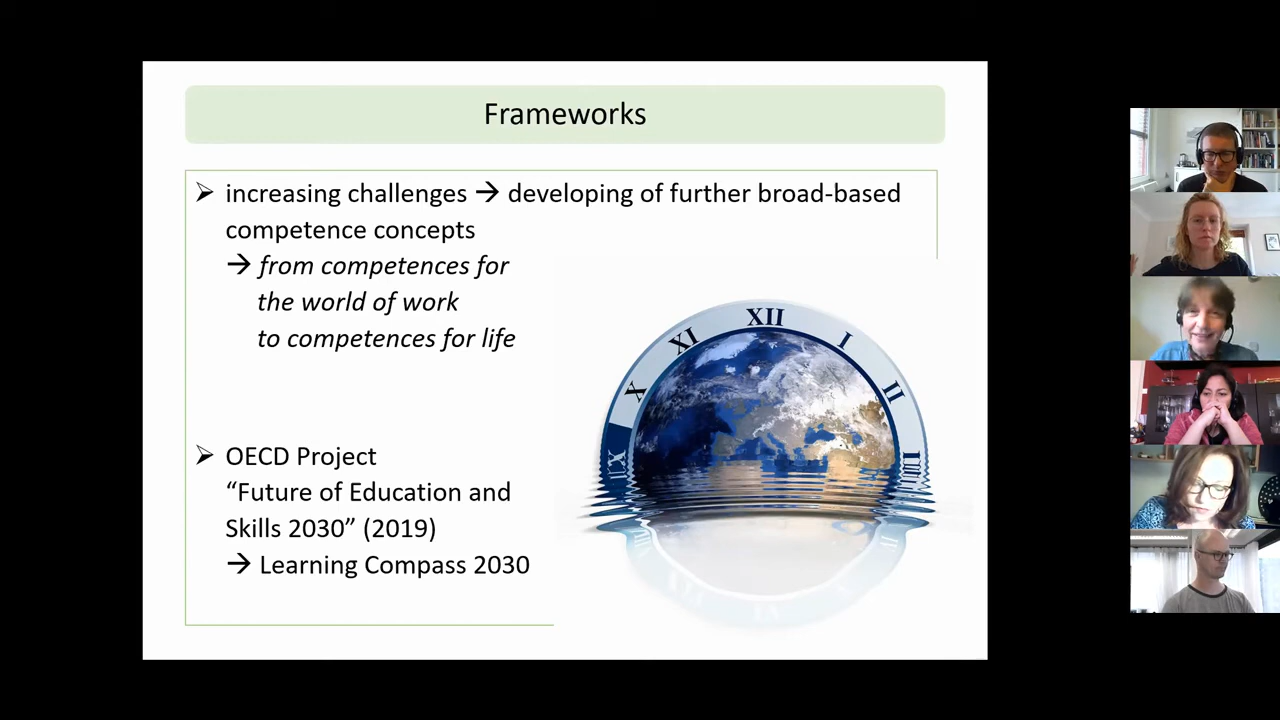 Frameworks
➢ increasing challenges → developing of further broad-based
competence concepts
→ from competences for
the world of work
to competences for life
XII
XI
I
X
II
➢ OECD Project
“Future of Education and
Skills 2030” (2019)
→ Learning Compass 2030